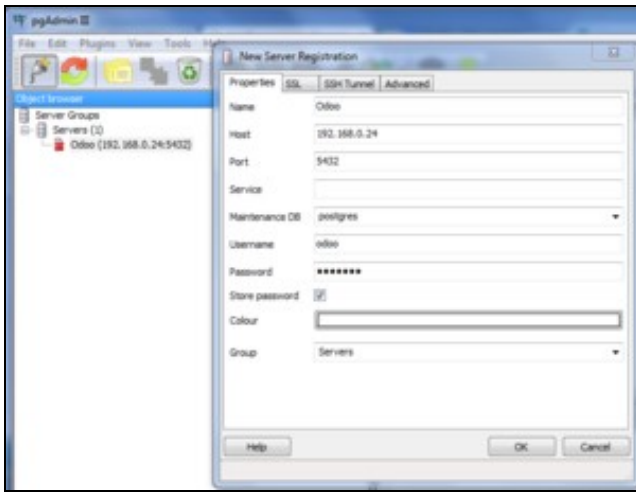 pgAdmin III
File Edit Plugins View Tools Help
Object browser
Server Groups
Servers (1)
Odoo (192.168.0.24:5432)
New Server Registration
Properties SSL SSH Tunnel Advanced
Name Odoo
Host 192.168.0.24
Port 5432
Service
Maintenance DB postgres
Username odoo
Password •••••••
Store password
Colour
Group Servers
Help OK Cancel